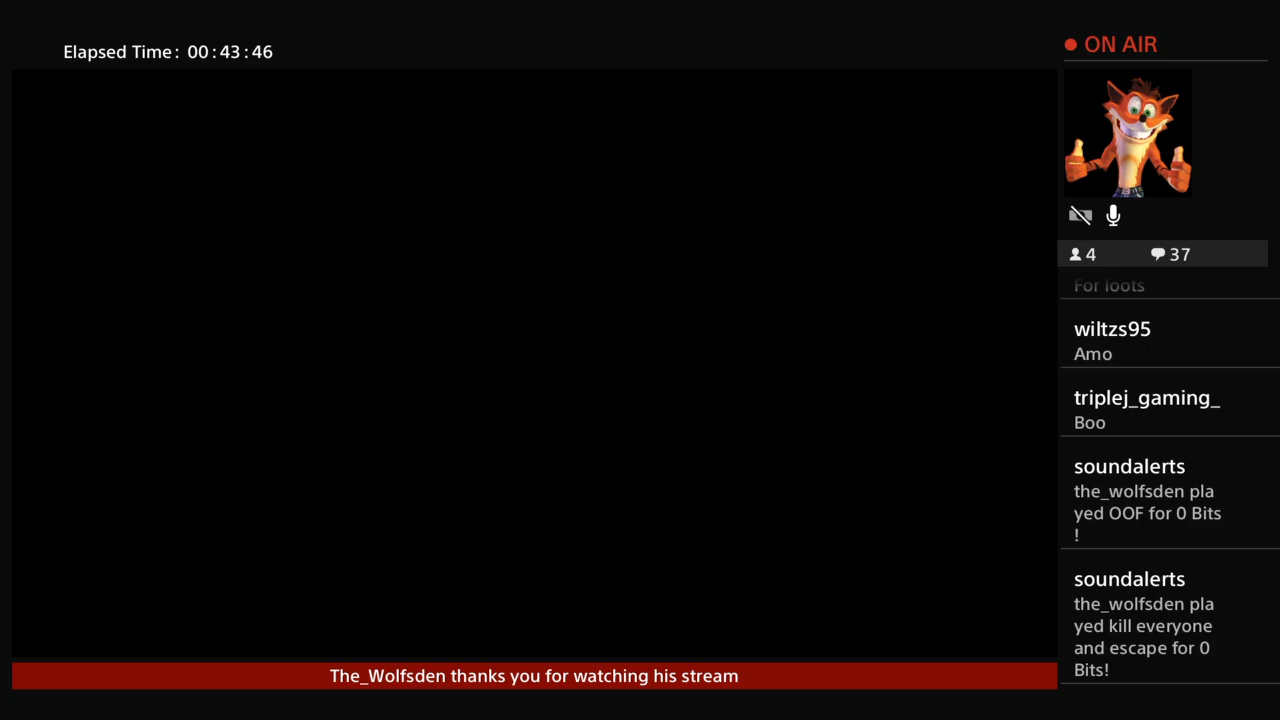 Elapsed Time: 00:43:46
ON AIR
4 37
For loots
wiltzs95
Amo
triplej_gaming_
Boo
soundalerts
the_wolfsden pla
yed OOF for 0 Bits
!
soundalerts
the_wolfsden pla
yed kill everyone
and escape for 0
Bits!
The_Wolfsden thanks you for watching his stream